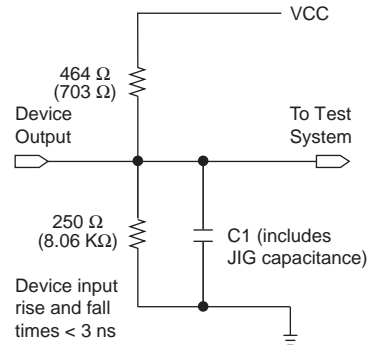 VCC
464 Ω
(703 Ω)
Device
Output
To Test
System
250 Ω
(8.06 KΩ)
C1 (includes
JIG capacitance)
Device input
rise and fall
times < 3 ns